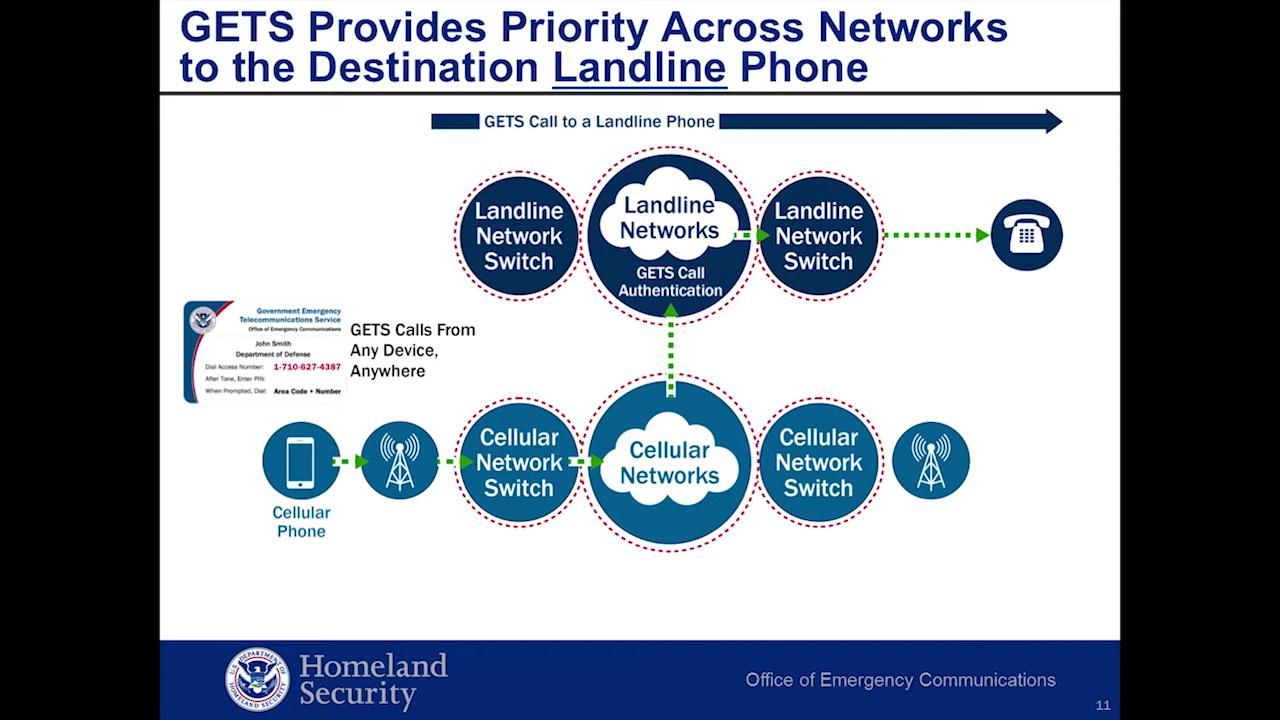 GETS Provides Priority Across Networks
to the Destination Landline Phone
GETS Call to a Landline Phone
Landline
Network
Switch
Landline
Networks
GETS Call
Authentication
Landline
Network
Switch
Government Emergency
Telecommunications Service
Office of Emergency Communications
John Smith
Department of Defense
Dial Access Number: 1-710-627-4387
After Tone, Enter PIN:
When Prompted, Dial: Area Code + Number
GETS Calls From
Any Device,
Anywhere
Cellular
Phone
Cellular
Network
Switch
Cellular
Networks
Cellular
Network
Switch
U.S. DEPARTMENT OF
HOMELAND SECURITY
Homeland
Security
Office of Emergency Communications
11